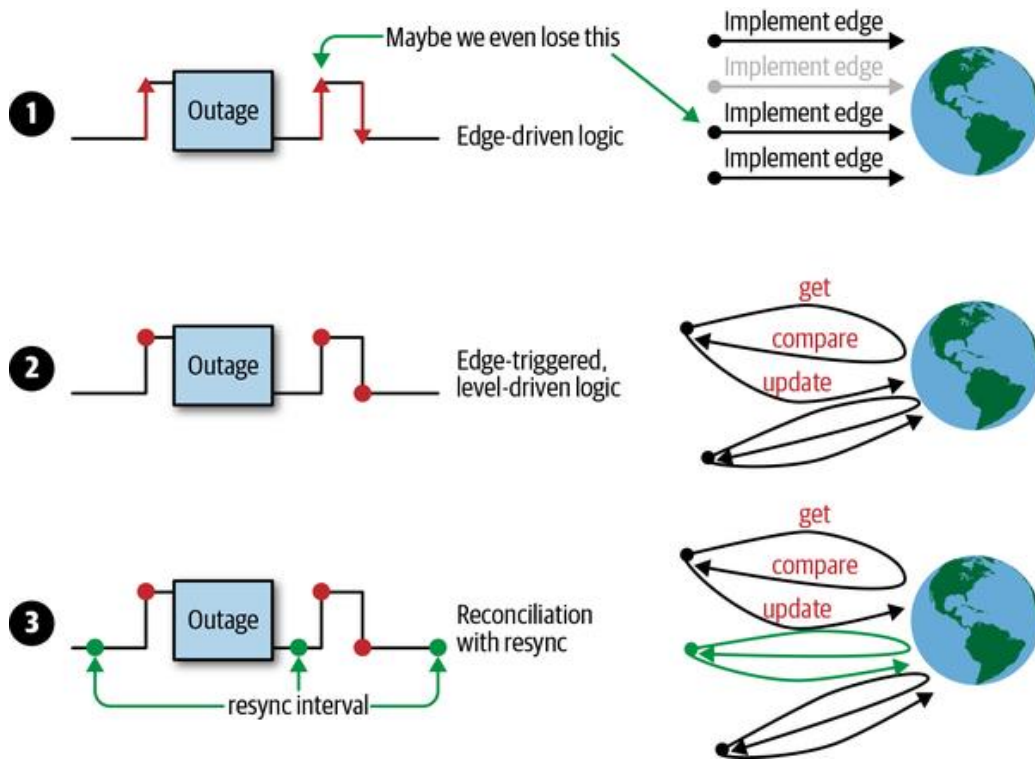 Maybe we even lose this
Implement edge
Implement edge
Implement edge
Implement edge
1
Outage
Edge-driven logic
get
compare
update
2
Outage
Edge-triggered,
level-driven logic
get
compare
update
3
Outage
Reconciliation
with resync
resync interval